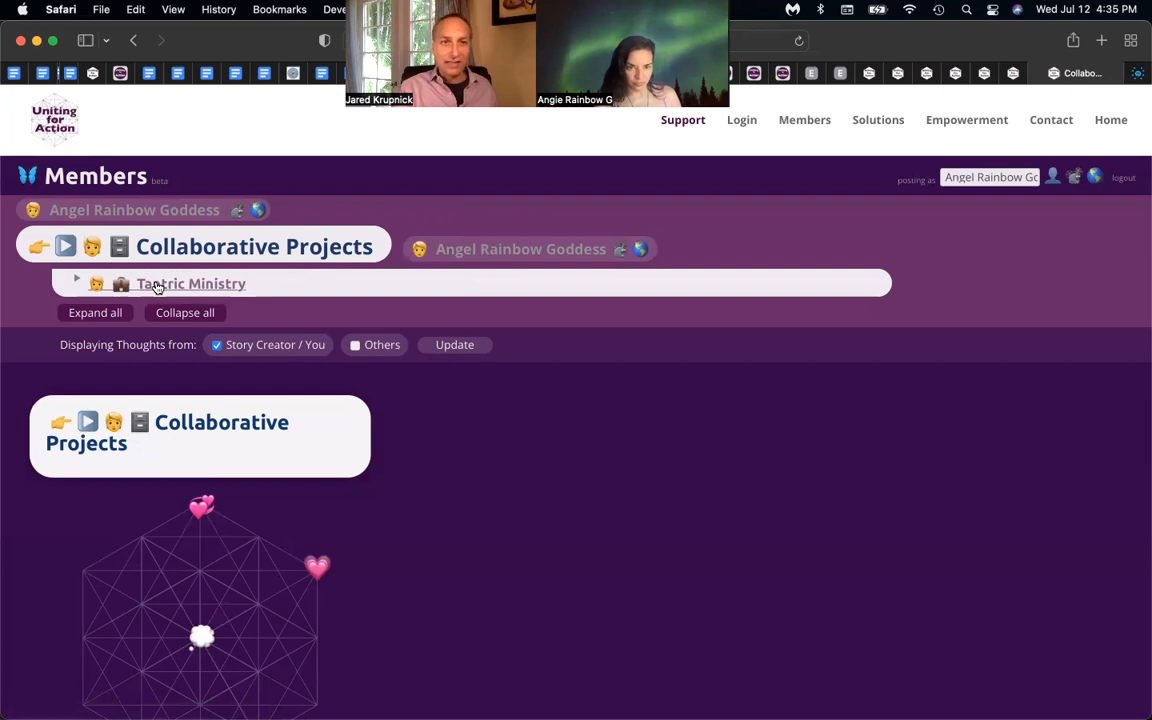 Safari File Edit View History Bookmarks Deve Wed Jul 12 4:35 PM
Collabo...
Jared Krupnick Angie Rainbow G
Uniting for Action
Support Login Members Solutions Empowerment Contact Home
Members beta posting as Angel Rainbow Gc logout
Angel Rainbow Goddess
Collaborative Projects Angel Rainbow Goddess
Tantric Ministry
Expand all Collapse all
Displaying Thoughts from: Story Creator / You Others Update
Collaborative
Projects